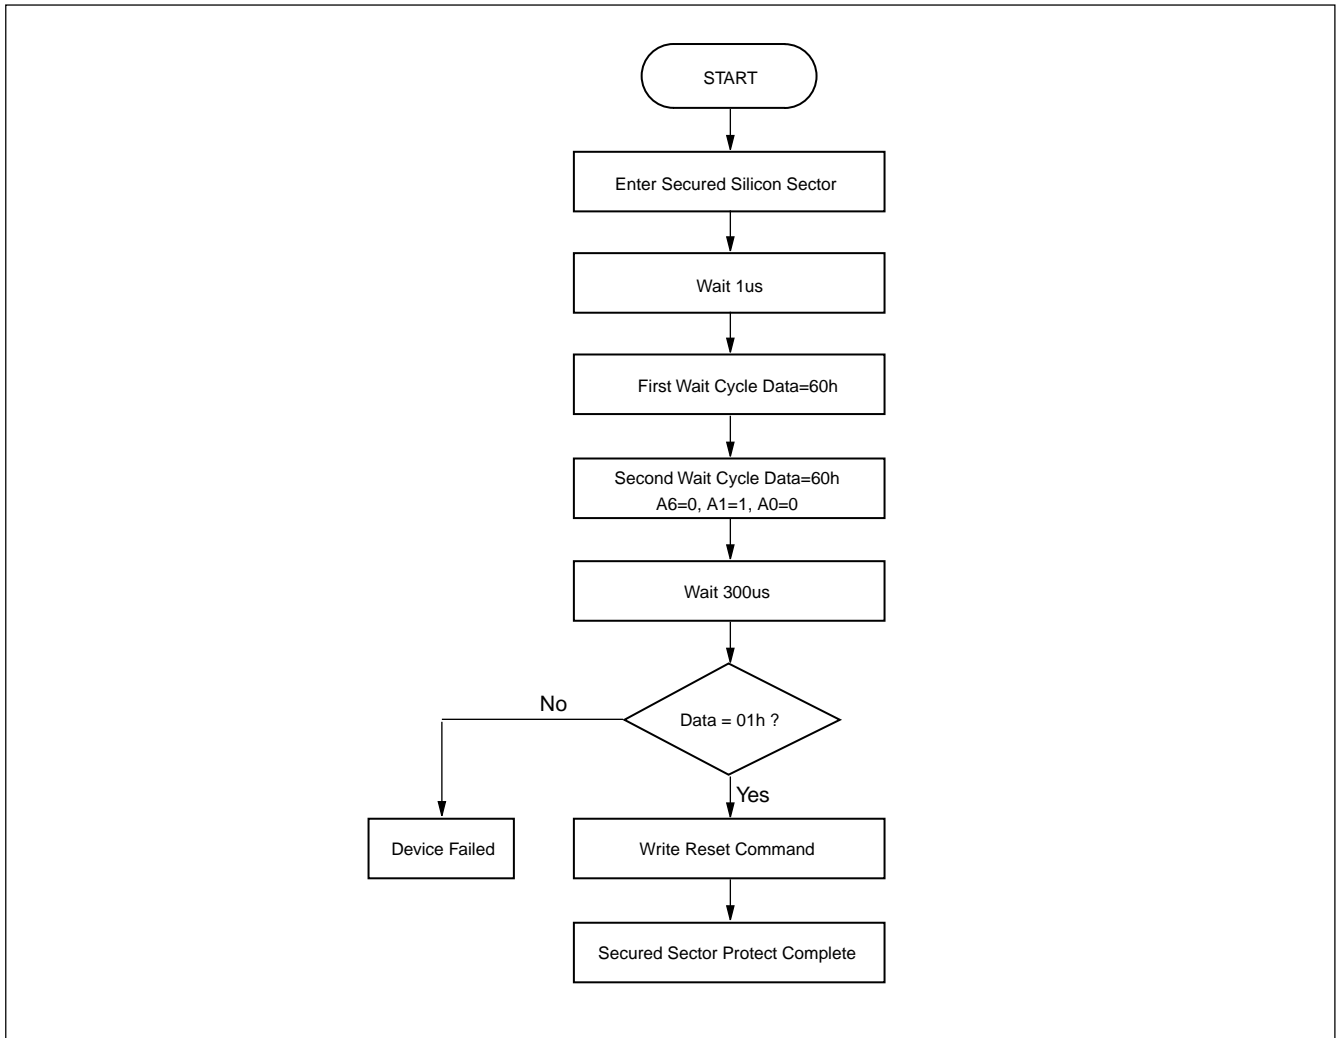 START
Enter Secured Silicon Sector
Wait 1us
First Wait Cycle Data=60h
Second Wait Cycle Data=60h
A6=0, A1=1, A0=0
Wait 300us
No
Data = 01h ?
Yes
Device Failed
Write Reset Command
Secured Sector Protect Complete